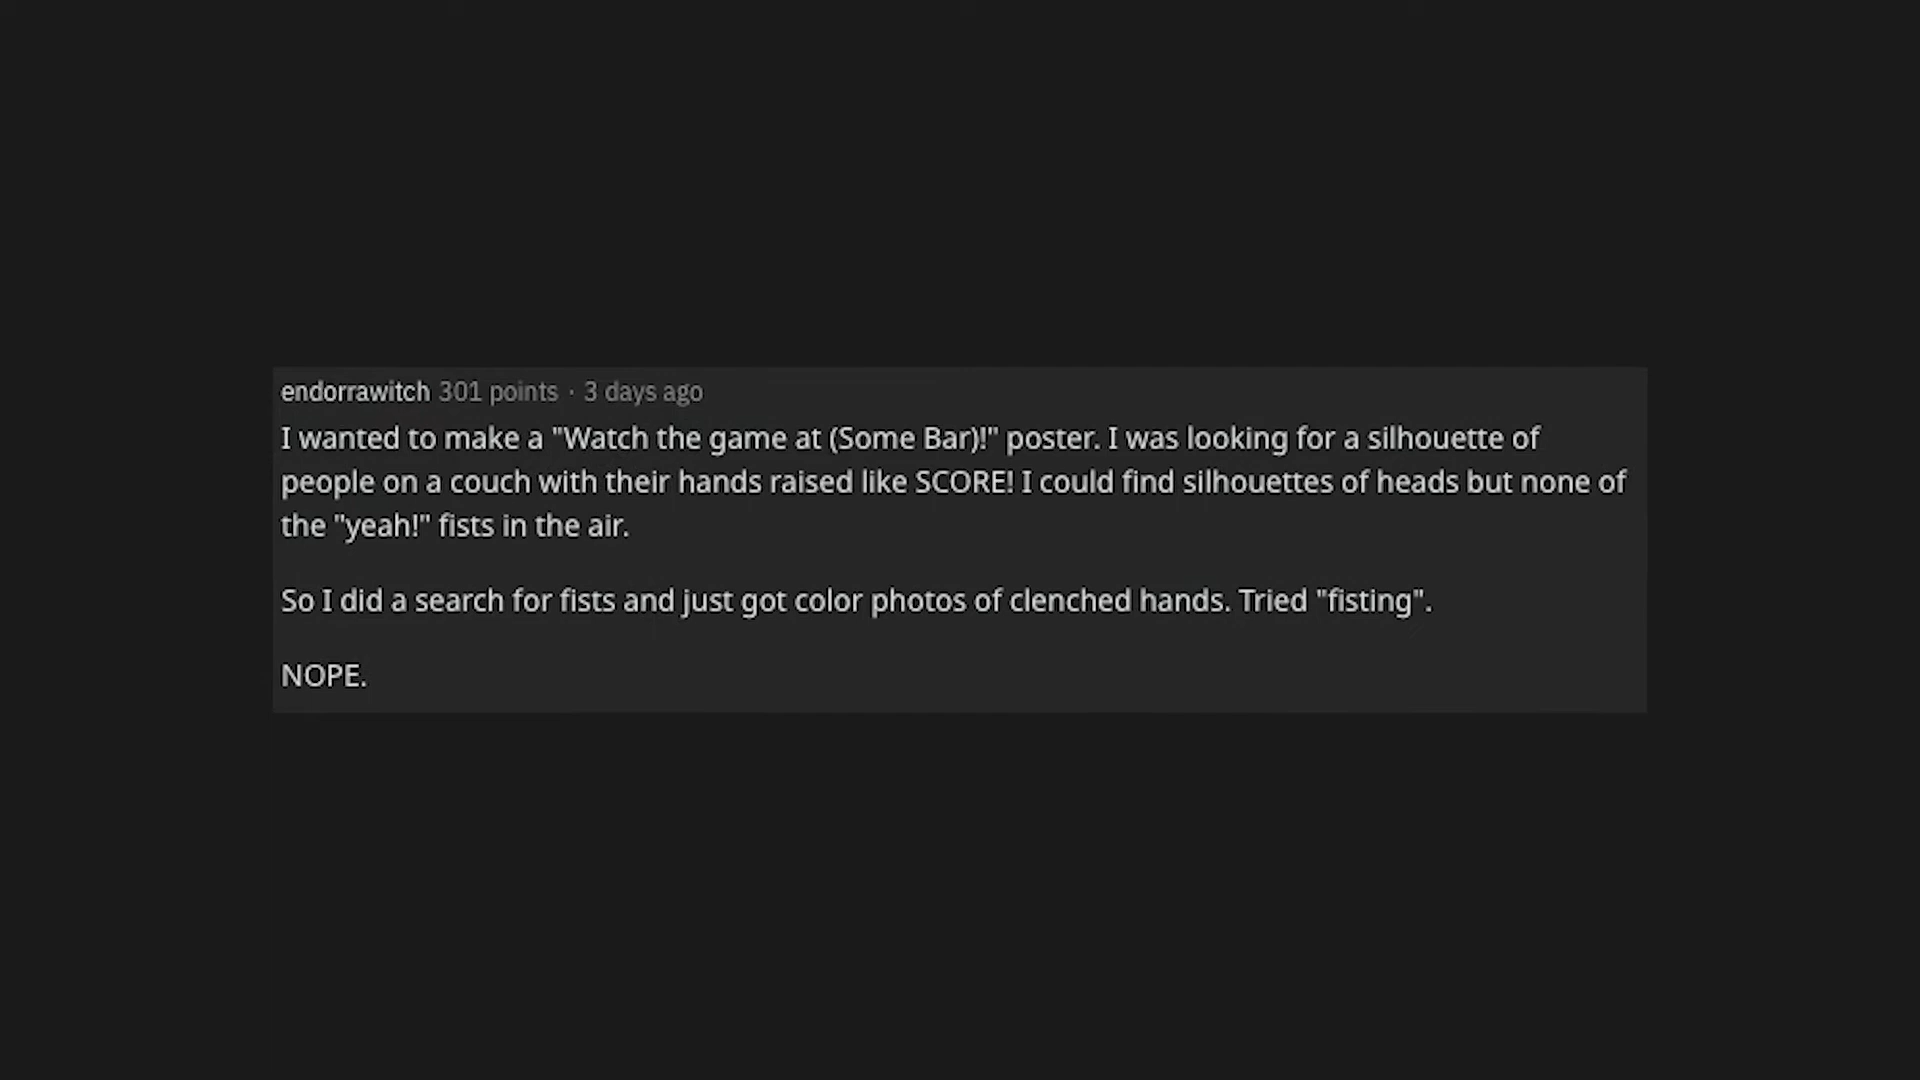 endorrawitch 301 points · 3 days ago
I wanted to make a "Watch the game at (Some Bar)!" poster. I was looking for a silhouette of
people on a couch with their hands raised like SCORE! I could find silhouettes of heads but none of
the "yeah!" fists in the air.
So I did a search for fists and just got color photos of clenched hands. Tried "fisting".
NOPE.